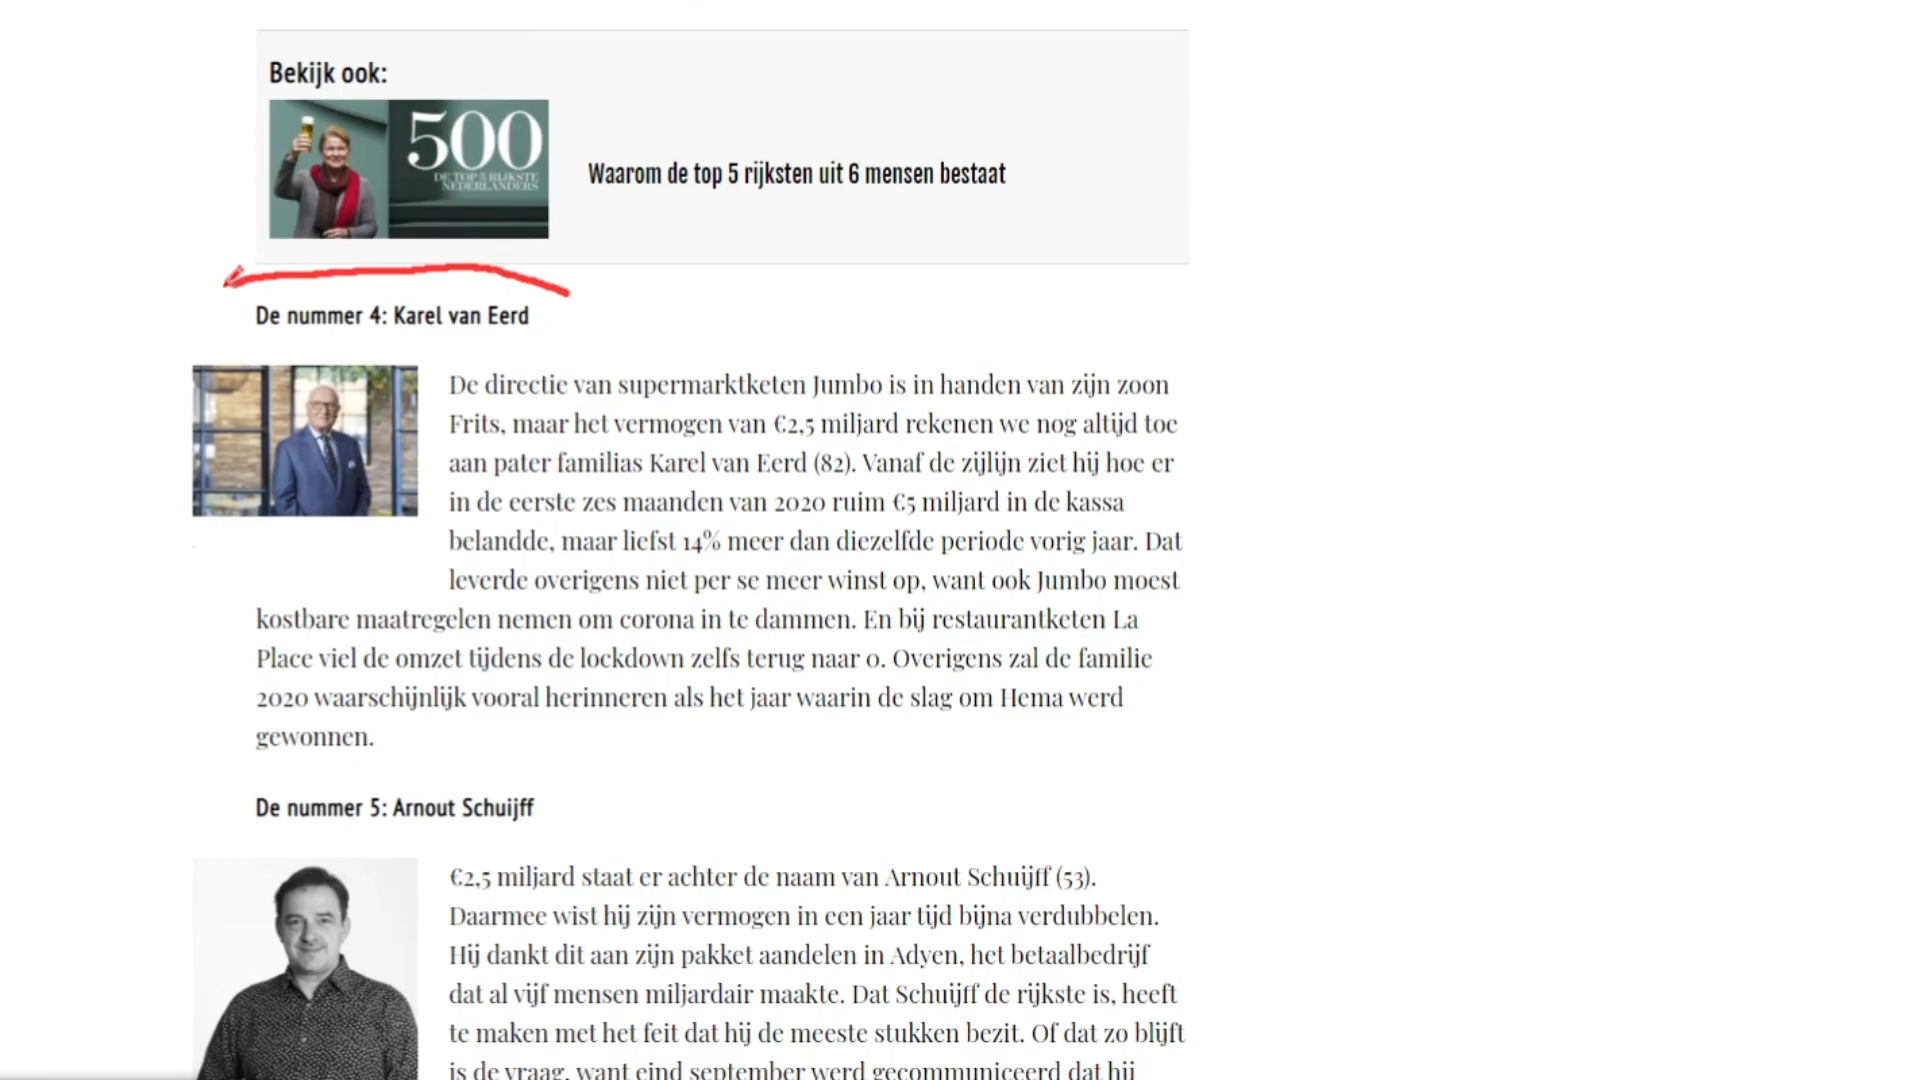 Bekijk ook:
500
DE TOP 5 RIJKSTE
NEDERLANDERS
Waarom de top 5 rijksten uit 6 mensen bestaat
De nummer 4: Karel van Eerd
De directie van supermarktketen Jumbo is in handen van zijn zoon
Frits, maar het vermogen van €2,5 miljard rekenen we nog altijd toe
aan pater familias Karel van Eerd (82). Vanaf de zijlijn ziet hij hoe er
in de eerste zes maanden van 2020 ruim €5 miljard in de kassa
belandde, maar liefst 14% meer dan diezelfde periode vorig jaar. Dat
leverde overigens niet per se meer winst op, want ook Jumbo moest
kostbare maatregelen nemen om corona in te dammen. En bij restaurantketen La
Place viel de omzet tijdens de lockdown zelfs terug naar 0. Overigens zal de familie
2020 waarschijnlijk vooral herinneren als het jaar waarin de slag om Hema werd
gewonnen.
De nummer 5: Arnout Schuijff
€2,5 miljard staat er achter de naam van Arnout Schuijff (53).
Daarmee wist hij zijn vermogen in een jaar tijd bijna verdubbelen.
Hij dankt dit aan zijn pakket aandelen in Adyen, het betaalbedrijf
dat al vijf mensen miljardair maakte. Dat Schuijff de rijkste is, heeft
te maken met het feit dat hij de meeste stukken bezit. Of dat zo blijft
is de vraag, want eind september werd gecommuniceerd dat hij